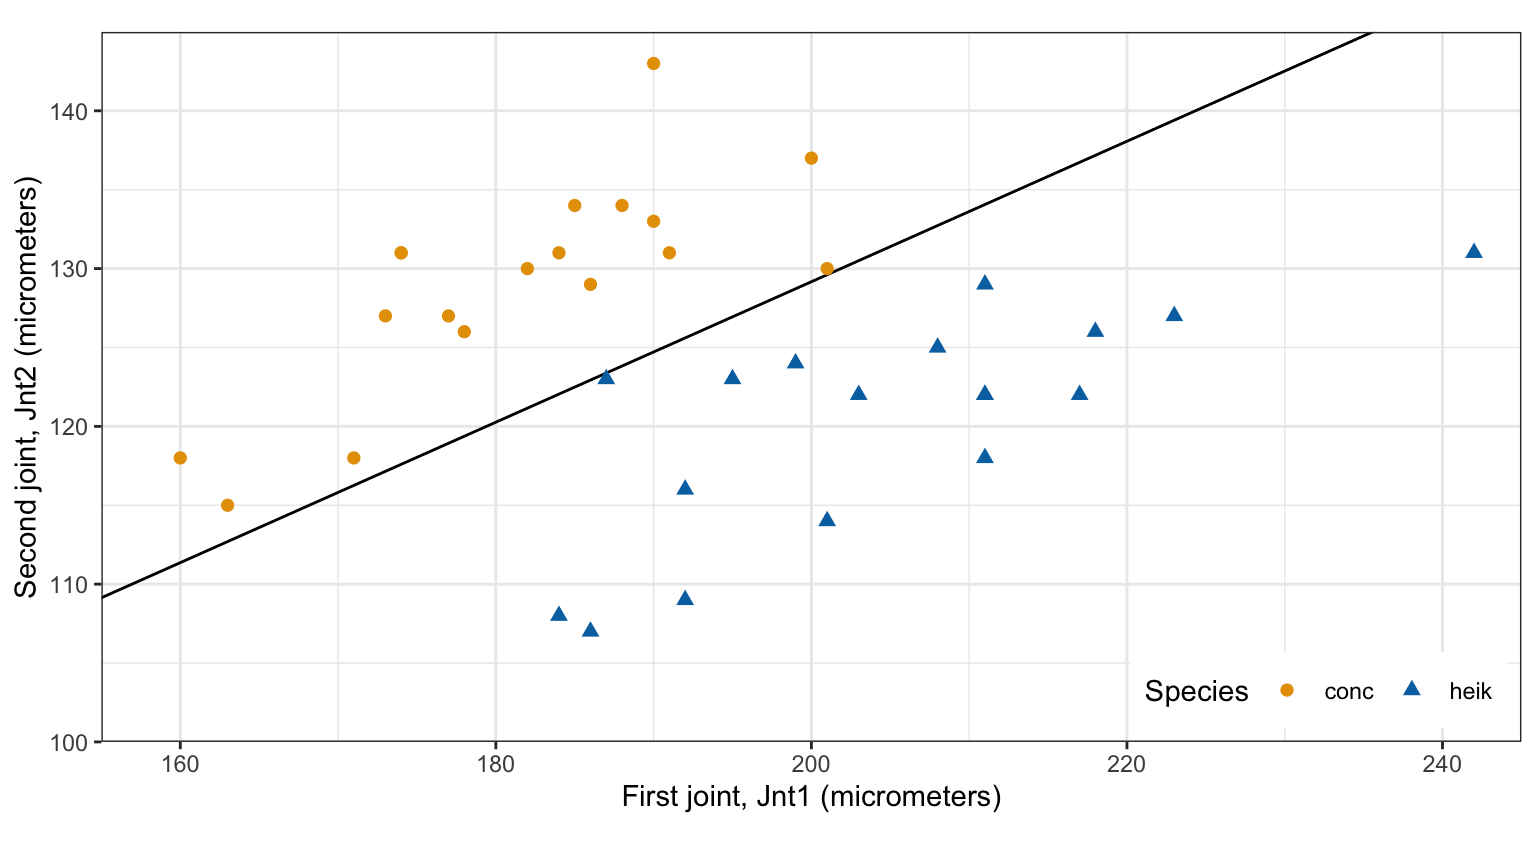 Second joint, Jnt2 (micrometers)
140
130
120
110
100
Species conc heik
160 180 200 220 240
First joint, Jnt1 (micrometers)